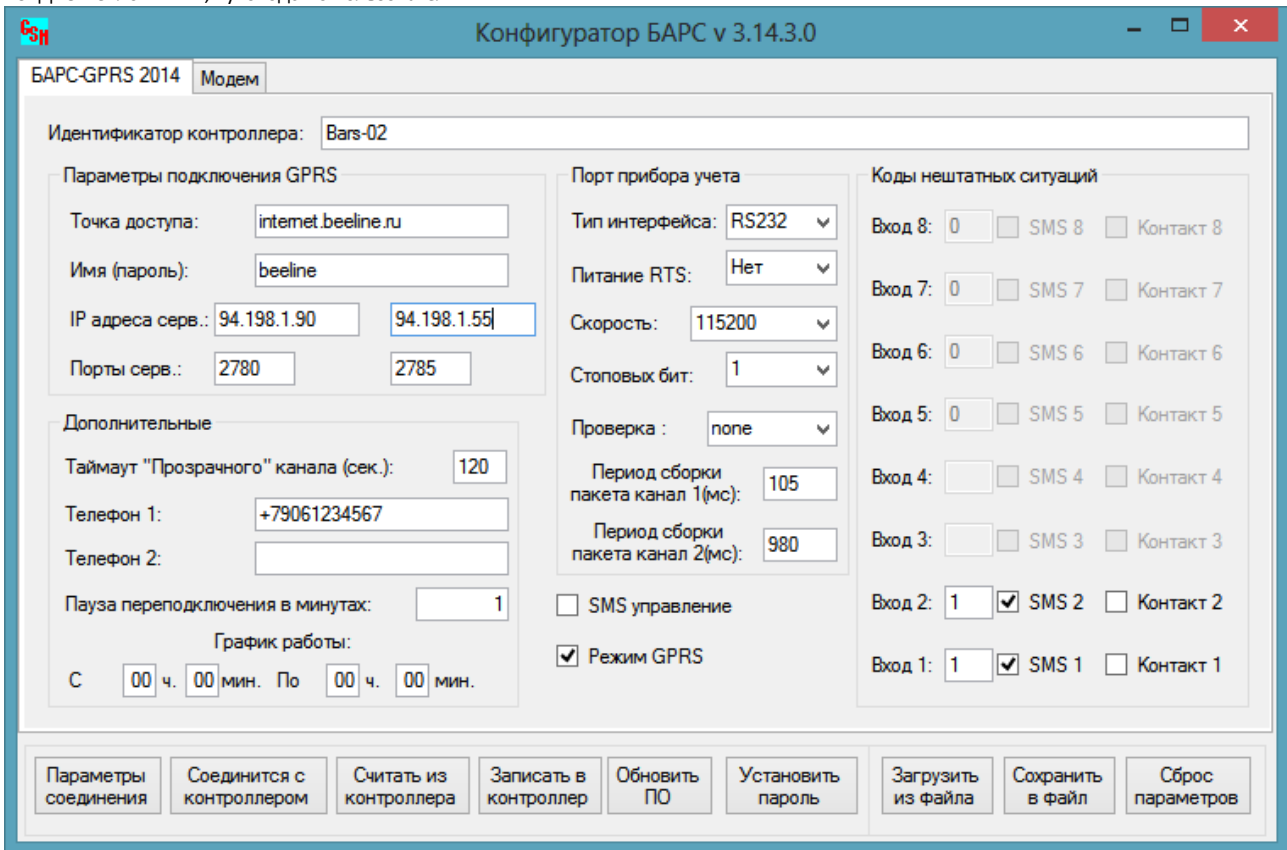 GSM
Конфигуратор БАРС v 3.14.3.0
БАРС-GPRS 2014 Модем
Идентификатор контроллера: Bars-02
Параметры подключения GPRS
Точка доступа: internet.beeline.ru
Имя (пароль): beeline
IP адреса серв.: 94.198.1.90 94.198.1.55
Порты серв.: 2780 2785
Дополнительные
Таймаут "Прозрачного" канала (сек.): 120
Телефон 1: +79061234567
Телефон 2:
Пауза переподключения в минутах: 1
График работы:
С 00 ч. 00 мин. По 00 ч. 00 мин.
Порт прибора учета
Тип интерфейса: RS232
Питание RTS: Нет
Скорость: 115200
Стоповых бит: 1
Проверка : none
Период сборки
пакета канал 1(мс): 105
Период сборки
пакета канал 2(мс): 980
SMS управление
Режим GPRS
Коды нештатных ситуаций
Вход 8: 0 SMS 8 Контакт 8
Вход 7: 0 SMS 7 Контакт 7
Вход 6: 0 SMS 6 Контакт 6
Вход 5: 0 SMS 5 Контакт 5
Вход 4: SMS 4 Контакт 4
Вход 3: SMS 3 Контакт 3
Вход 2: 1 SMS 2 Контакт 2
Вход 1: 1 SMS 1 Контакт 1
Параметры
соединения
Соединится с
контроллером
Считать из
контроллера
Записать в
контроллер
Обновить
ПО
Установить
пароль
Загрузить
из файла
Сохранить
в файл
Сброс
параметров